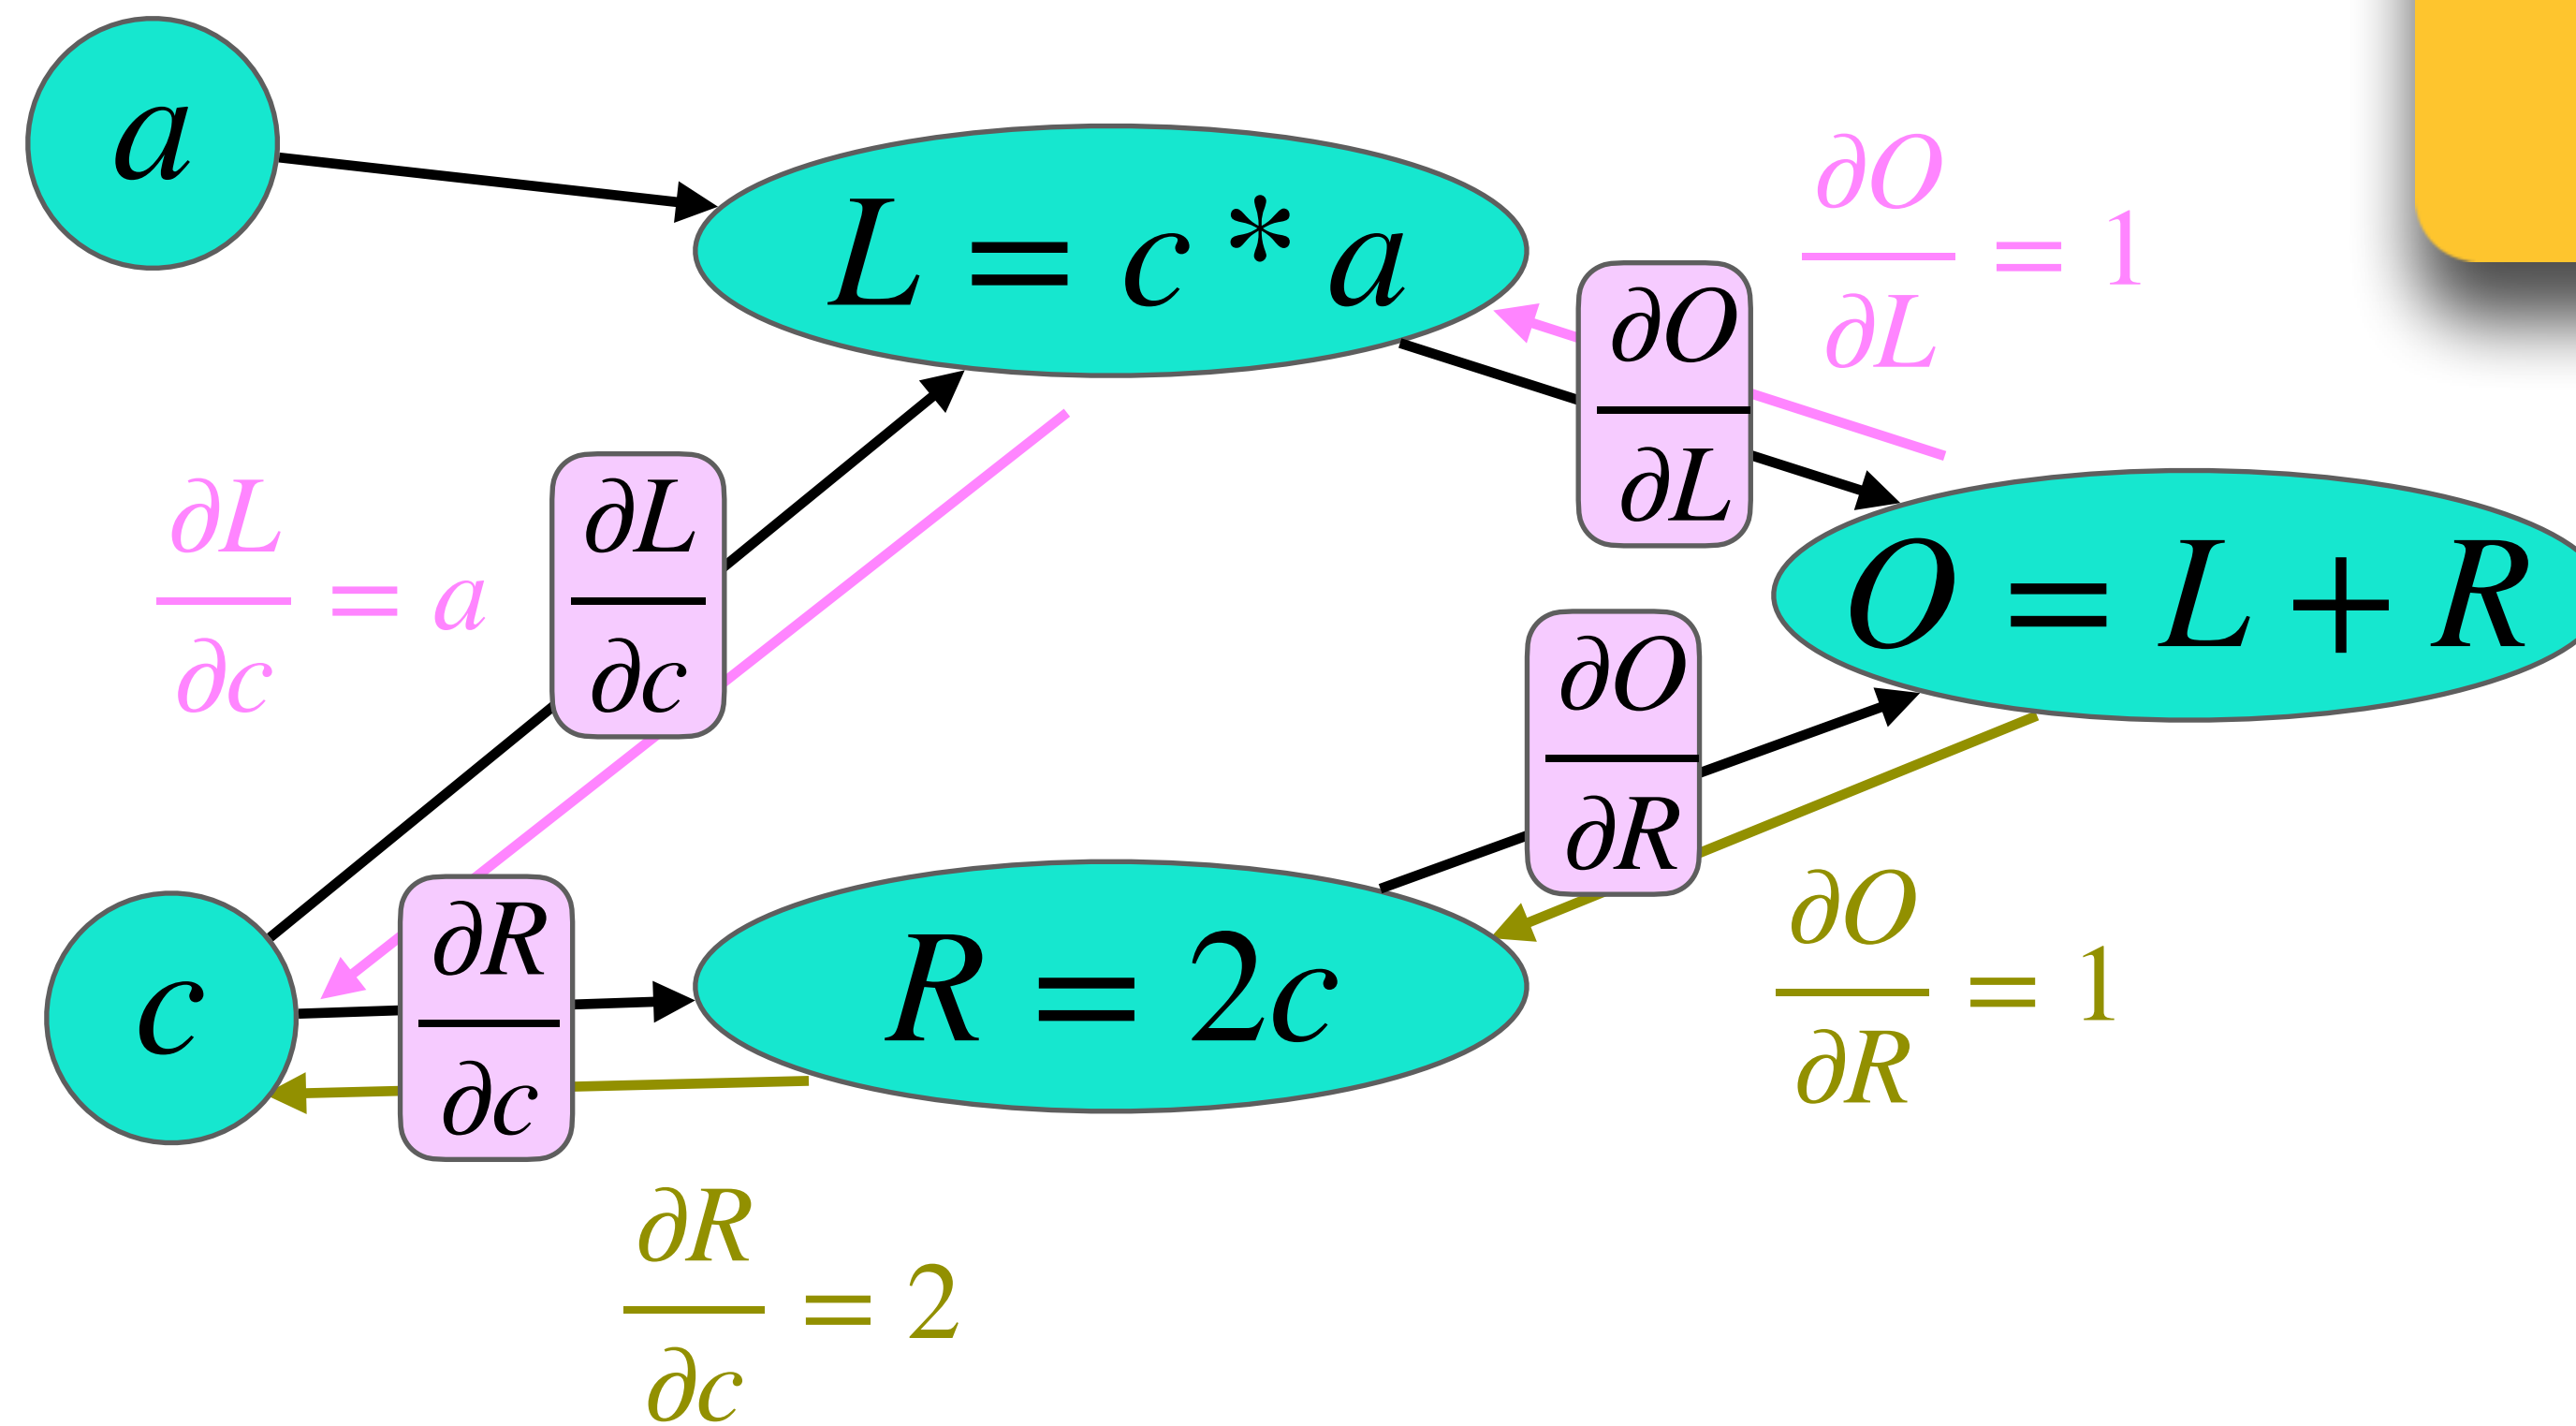 a
L = c * a
∂O/∂L = 1
∂O/∂L
∂L/∂c = a
∂L/∂c
O = L + R
∂O/∂R
c
∂R/∂c
R = 2c
∂O/∂R = 1
∂R/∂c = 2